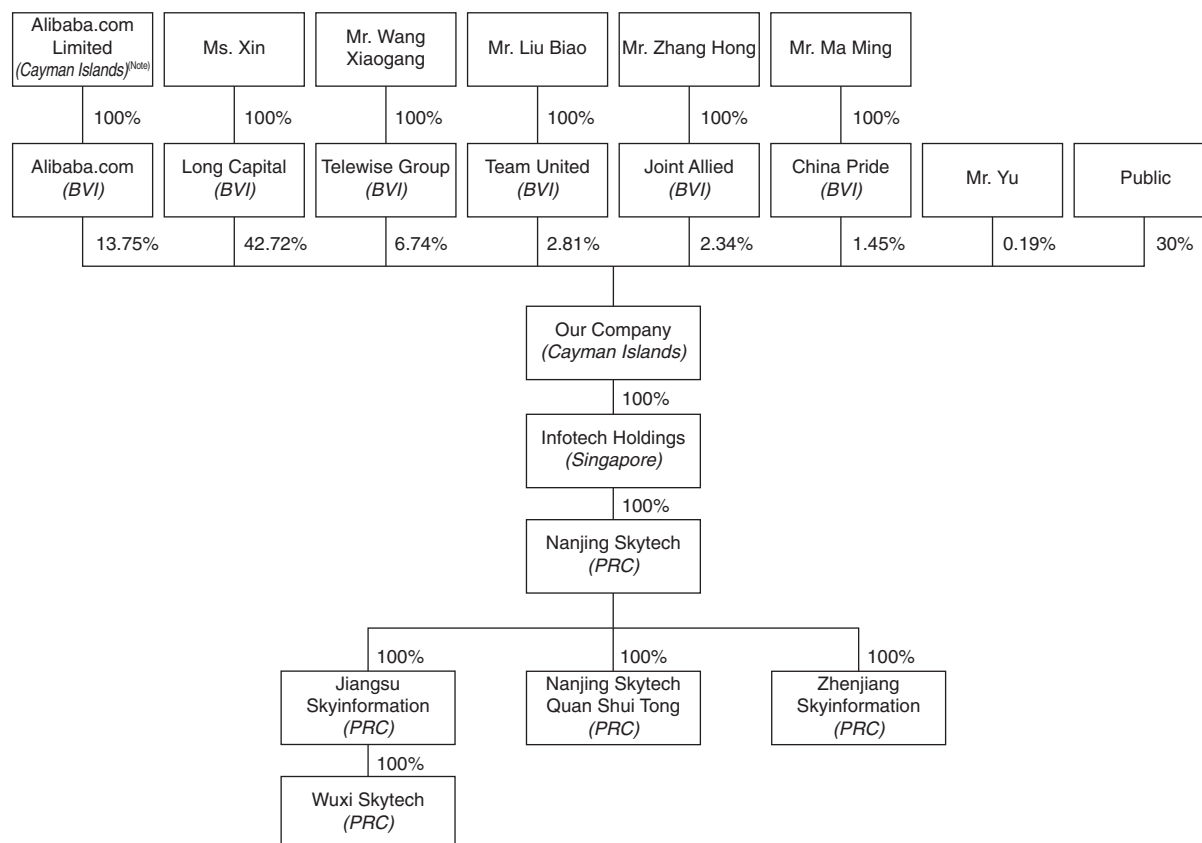 Alibaba.com
Limited
(Cayman Islands)(Note)
Ms. Xin
Mr. Wang
Xiaogang
Mr. Liu Biao
Mr. Zhang Hong
Mr. Ma Ming
100%
100%
100%
100%
100%
100%
Alibaba.com
(BVI)
Long Capital
(BVI)
Telewise Group
(BVI)
Team United
(BVI)
Joint Allied
(BVI)
China Pride
(BVI)
Mr. Yu
Public
13.75%
42.72%
6.74%
2.81%
2.34%
1.45%
0.19%
30%
Our Company
(Cayman Islands)
100%
Infotech Holdings
(Singapore)
100%
Nanjing Skytech
(PRC)
100%
100%
100%
Jiangsu
Skyinformation
(PRC)
Nanjing Skytech
Quan Shui Tong
(PRC)
Zhenjiang
Skyinformation
(PRC)
100%
Wuxi Skytech
(PRC)